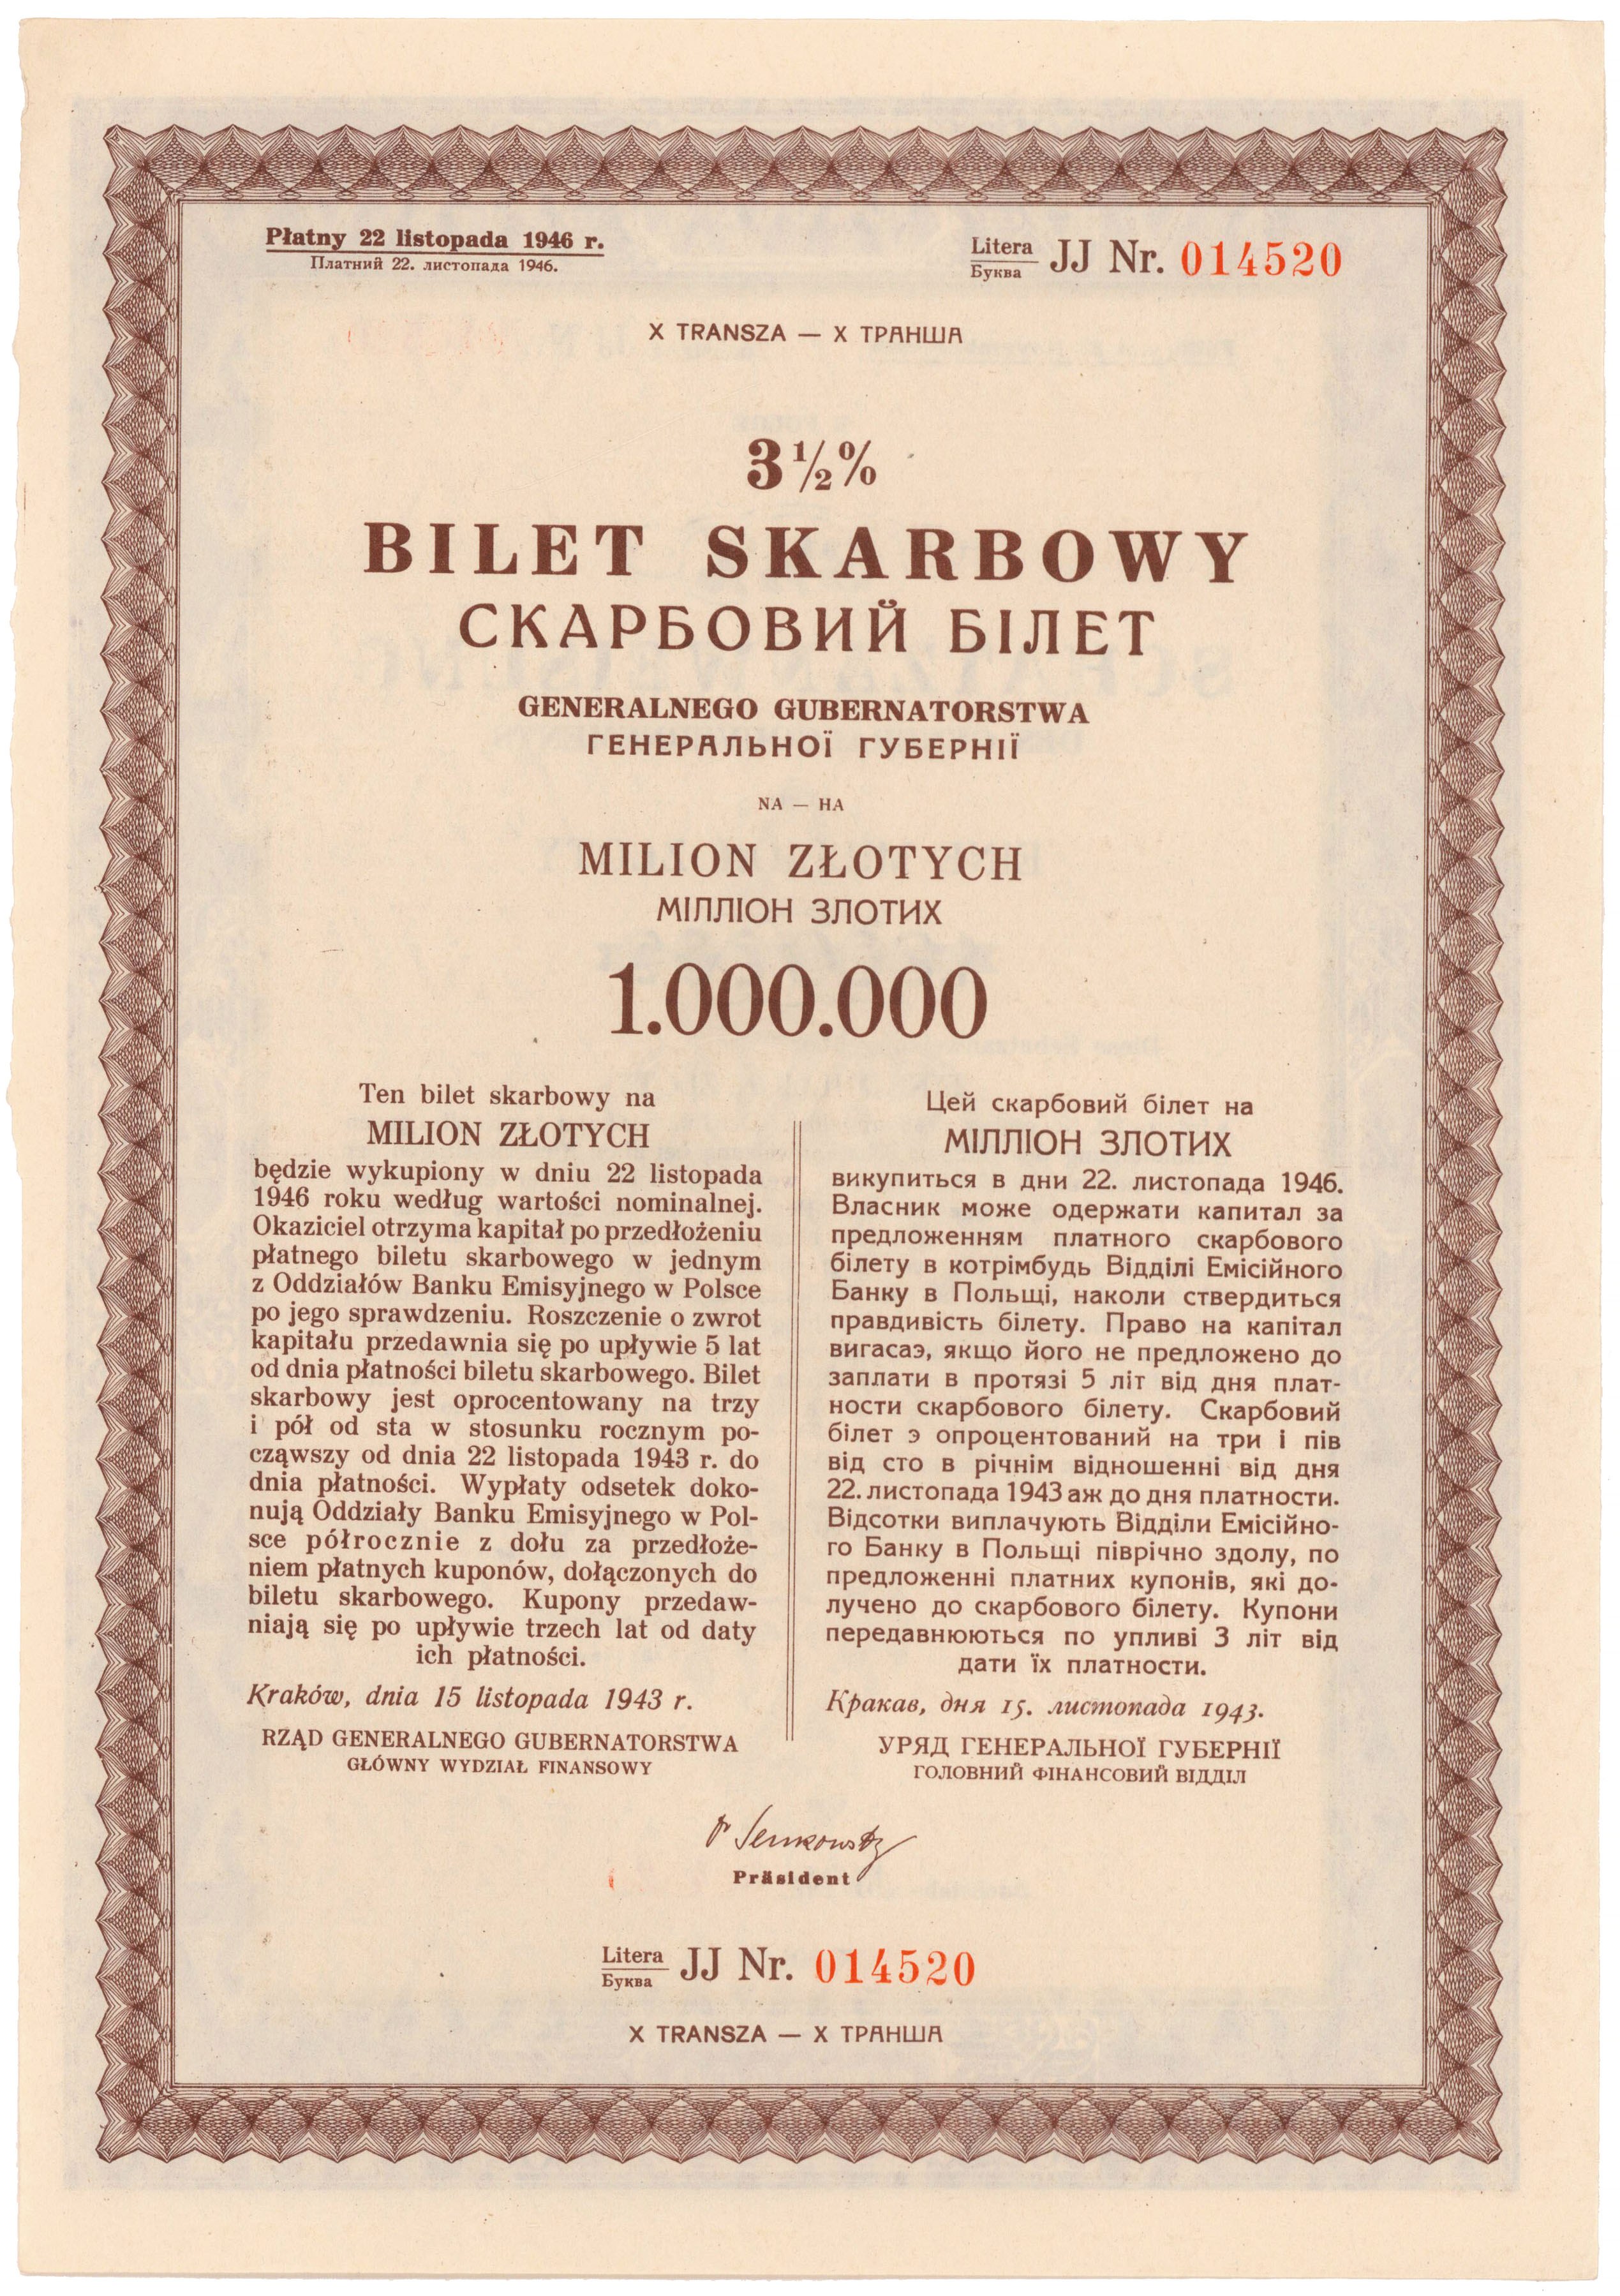 Płatny 22 listopada 1946 r.
Платний 22. листопада 1946.
Litera
Буква
JJ Nr. 014520
X TRANSZA — X ТРАНША
3½%
BILET SKARBOWY
СКАРБОВИЙ БІЛЕТ
GENERALNEGO GUBERNATORSTWA
ГЕНЕРАЛЬНОЇ ГУБЕРНІЇ
NA — НА
MILION ZŁOTYCH
МІЛЛІОН ЗЛОТИХ
1.000.000
Ten bilet skarbowy na
MILION ZŁOTYCH
będzie wykupiony w dniu 22 listopada
1946 roku według wartości nominalnej.
Okaziciel otrzyma kapitał po przedłożeniu
płatnego biletu skarbowego w jednym
z Oddziałów Banku Emisyjnego w Polsce
po jego sprawdzeniu. Roszczenie o zwrot
kapitału przedawnia się po upływie 5 lat
od dnia płatności biletu skarbowego. Bilet
skarbowy jest oprocentowany na trzy
i pół od sta w stosunku rocznym po-
cząwszy od dnia 22 listopada 1943 r. do
dnia płatności. Wypłaty odsetek doko-
nują Oddziały Banku Emisyjnego w Pol-
sce półrocznie z dołu za przedłoże-
niem płatnych kuponów, dołączonych do
biletu skarbowego. Kupony przedaw-
niają się po upływie trzech lat od daty
ich płatności.
Kraków, dnia 15 listopada 1943 r.
RZĄD GENERALNEGO GUBERNATORSTWA
GŁÓWNY WYDZIAŁ FINANSOWY
Цей скарбовий білет на
МІЛЛІОН ЗЛОТИХ
викупиться в дни 22. листопада 1946.
Власник може одержати капитал за
предложенням платного скарбового
білету в котрімбудь Відділі Емісійного
Банку в Польщі, наколи ствердиться
правдивість білету. Право на капітал
вигасаэ, якщо його не предложено до
заплати в протязі 5 літ від дня плат-
ности скарбового білету. Скарбовий
білет э опроцентований на три і пів
від сто в річнім відношенні від дня
22. листопада 1943 аж до дня платности.
Відсотки виплачують Відділи Емісійно-
го Банку в Польщі піврічно здолу, по
предложенні платних купонів, які до-
лучено до скарбового білету. Купони
передавнюються по упливі 3 літ від
дати їх платности.
Кракав, дня 15. листопада 1943.
УРЯД ГЕНЕРАЛЬНОЇ ГУБЕРНІЇ
ГОЛОВНИЙ ФІНАНСОВИЙ ВІДДІЛ
Senkowsky
Präsident
Litera
Буква
JJ Nr. 014520
X TRANSZA — X ТРАНША